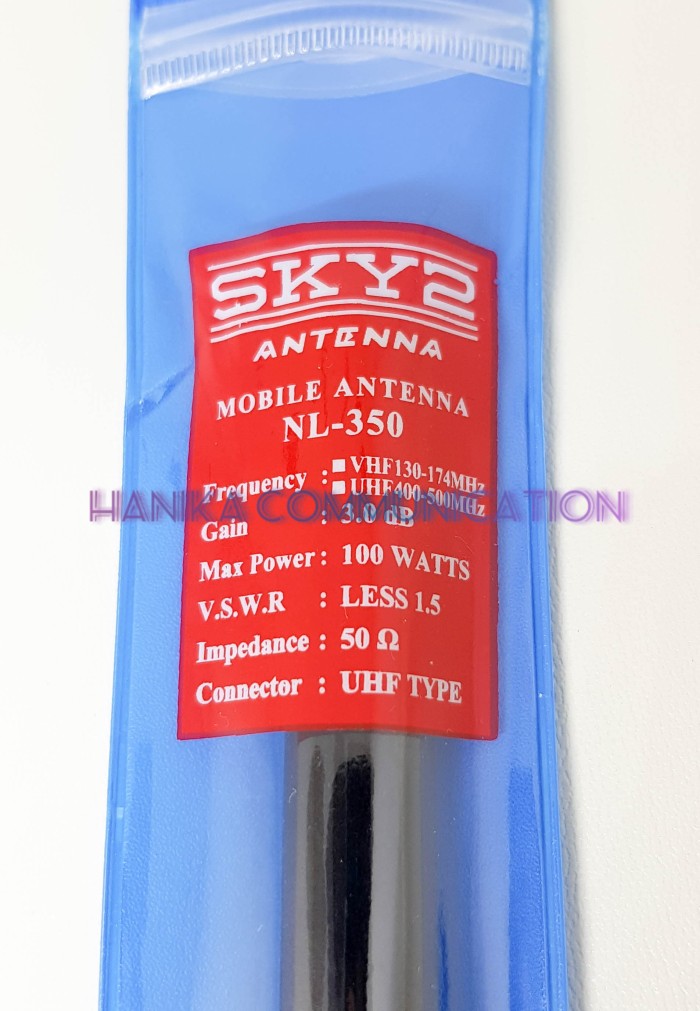 SKY2
ANTENNA
MOBILE ANTENNA
NL-350
Frequency : ■ VHF130-174MHz
■ UHF400-500MHz
HANIKA COMMUNICATION
Gain : 3.0 dB
Max Power : 100 WATTS
V.S.W.R : LESS 1.5
Impedance : 50 Ω
Connector : UHF TYPE